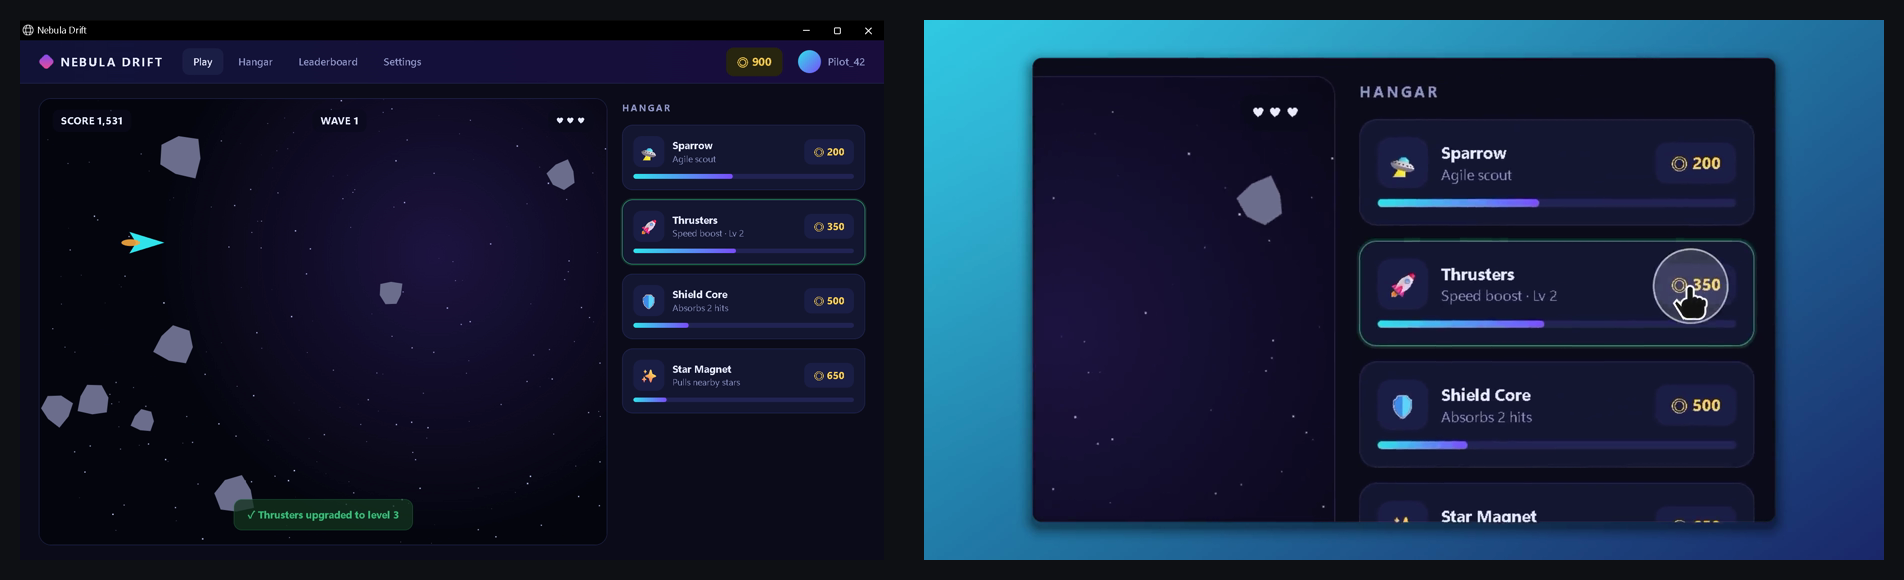 Nebula Drift
NEBULA DRIFT Play Hangar Leaderboard Settings 900 Pilot_42
SCORE 1,531 WAVE 1
HANGAR
Sparrow
Agile scout
200
Thrusters
Speed boost · Lv 2
350
Shield Core
Absorbs 2 hits
500
Star Magnet
Pulls nearby stars
650
✓ Thrusters upgraded to level 3
HANGAR
Sparrow
Agile scout
200
Thrusters
Speed boost · Lv 2
350
Shield Core
Absorbs 2 hits
500
Star Magnet